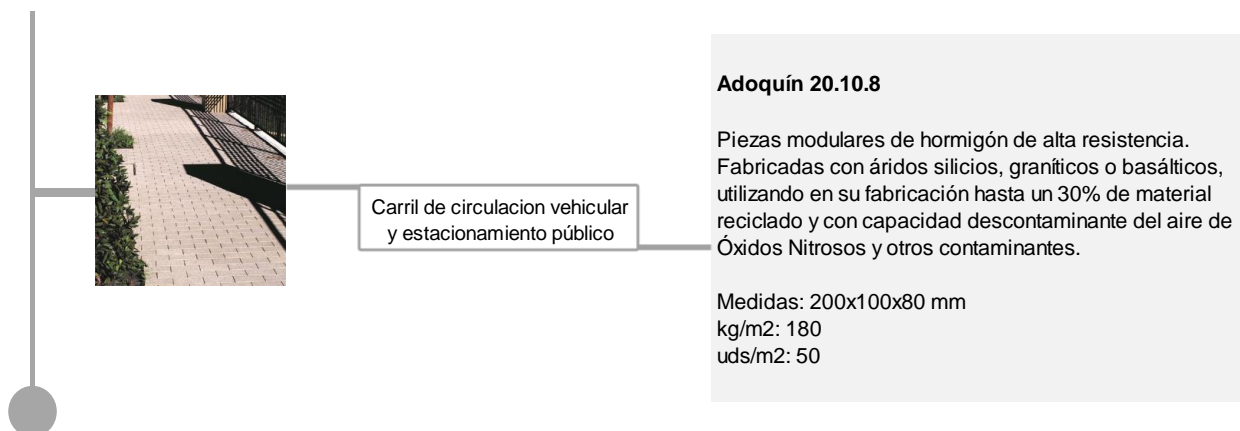 Carril de circulacion vehicular
y estacionamiento público
Adoquín 20.10.8
Piezas modulares de hormigón de alta resistencia.
Fabricadas con áridos silicios, graníticos o basálticos,
utilizando en su fabricación hasta un 30% de material
reciclado y con capacidad descontaminante del aire de
Óxidos Nitrosos y otros contaminantes.
Medidas: 200x100x80 mm
kg/m2: 180
uds/m2: 50